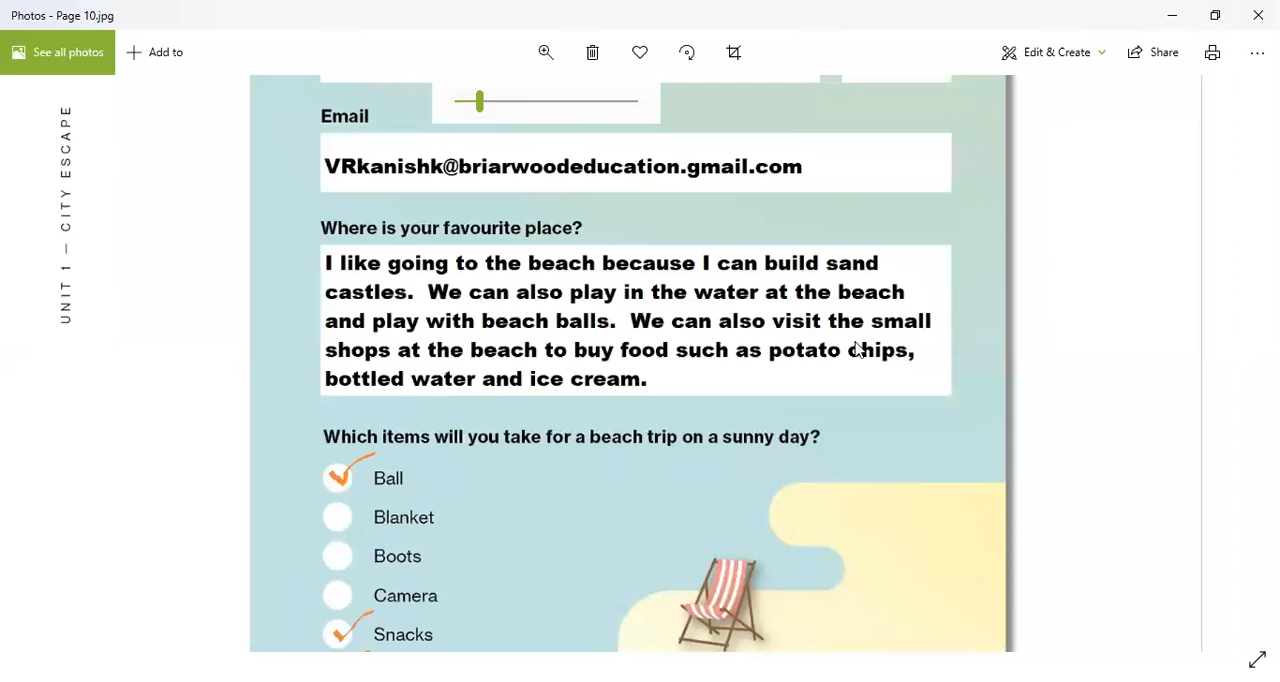 Photos - Page 10.jpg
See all photos
Add to
Edit & Create
Share
UNIT 1 — CITY ESCAPE
Email
VRkanishk@briarwoodeducation.gmail.com
Where is your favourite place?
I like going to the beach because I can build sand
castles.  We can also play in the water at the beach
and play with beach balls.  We can also visit the small
shops at the beach to buy food such as potato chips,
bottled water and ice cream.
Which items will you take for a beach trip on a sunny day?
Ball
Blanket
Boots
Camera
Snacks